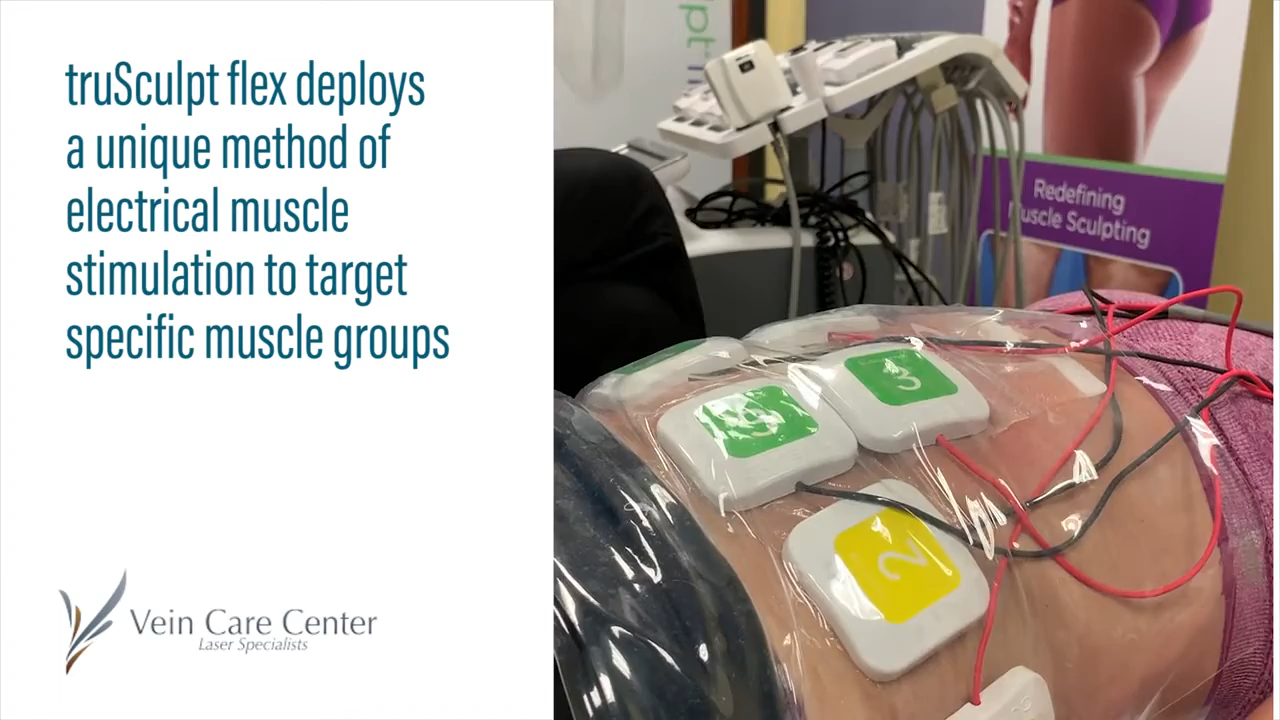 truSculpt flex deploys
a unique method of
electrical muscle
stimulation to target
specific muscle groups
Vein Care Center
Laser Specialists
Redefining
Muscle Sculpting
3
2